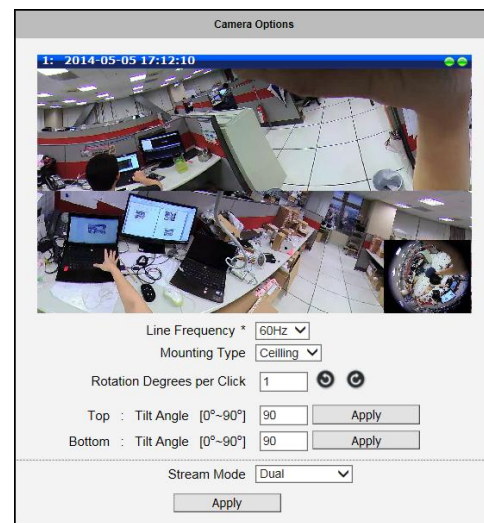 Camera Options
1: 2014-05-05 17:12:10
Line Frequency * 60Hz
Mounting Type Ceilling
Rotation Degrees per Click 1
Top : Tilt Angle [0°~90°] 90 Apply
Bottom : Tilt Angle [0°~90°] 90 Apply
Stream Mode Dual
Apply